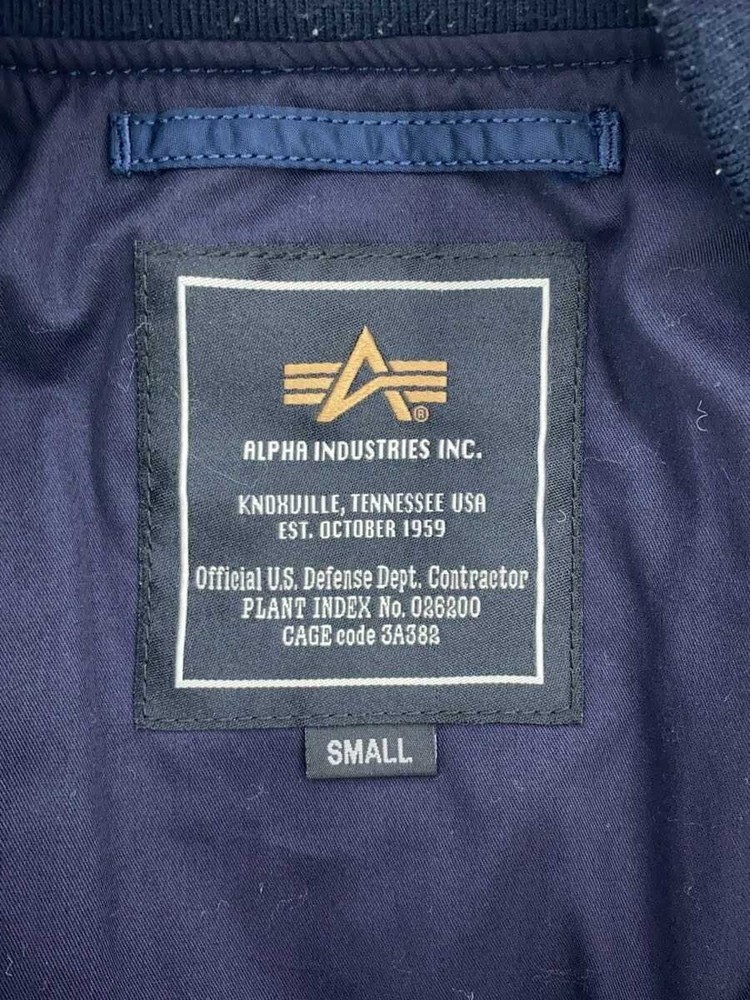 ®
ALPHA INDUSTRIES INC.
KNOXVILLE, TENNESSEE USA
EST. OCTOBER 1959
Official U.S. Defense Dept. Contractor
PLANT INDEX No. 026200
CAGE code 3A382
SMALL